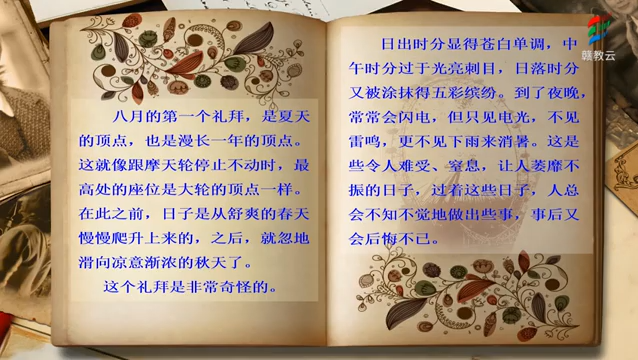 八月的第一个礼拜，是夏天
的顶点，也是漫长一年的顶点。
这就像跟摩天轮停止不动时，最
高处的座位是大轮的顶点一样。
在此之前，日子是从舒爽的春天
慢慢爬升上来的，之后，就忽地
滑向凉意渐浓的秋天了。
这个礼拜是非常奇怪的。
日出时分显得苍白单调，中
午时分过于光亮刺目，日落时分
又被涂抹得五彩缤纷。到了夜晚，
常常会闪电，但只见电光，不见
雷鸣，更不见下雨来消暑。这是
些令人难受、窒息，让人萎靡不
振的日子，过着这些日子，人总
会不知不觉地做出些事，事后又
会后悔不已。
赣教云